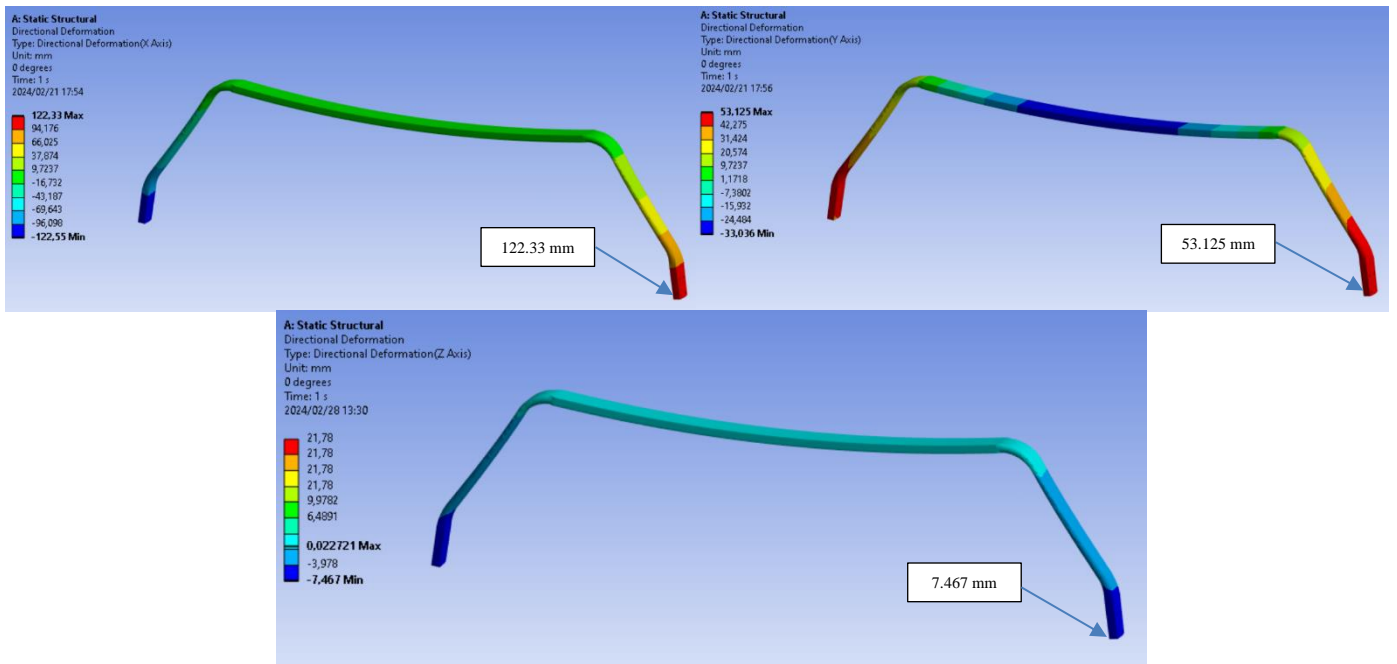 A: Static Structural
Directional Deformation
Type: Directional Deformation(X Axis)
Unit: mm
0 degrees
Time: 1 s
2024/02/21 17:54
122,33 Max
94,176
66,025
37,874
9,7237
-16,732
-43,187
-69,643
-96,098
-122,55 Min
122.33 mm
A: Static Structural
Directional Deformation
Type: Directional Deformation(Y Axis)
Unit: mm
0 degrees
Time: 1 s
2024/02/21 17:56
53,125 Max
42,275
31,424
20,574
9,7237
1,1718
-7,3802
-15,932
-24,484
-33,036 Min
53.125 mm
A: Static Structural
Directional Deformation
Type: Directional Deformation(Z Axis)
Unit: mm
0 degrees
Time: 1 s
2024/02/28 13:30
21,78
21,78
21,78
21,78
9,9782
6,4891
0,022721 Max
-3,978
-7,467 Min
7.467 mm